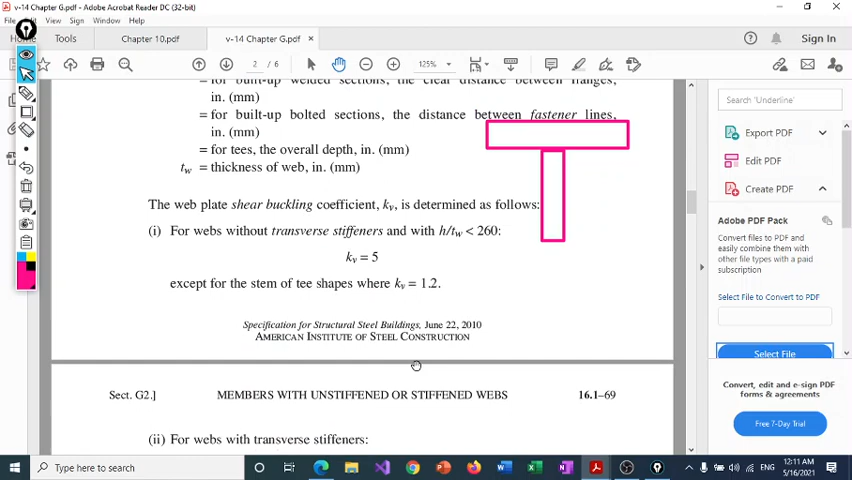 v-14 Chapter G.pdf - Adobe Acrobat Reader DC (32-bit)
File Edit View Sign Window Help
Home Tools Chapter 10.pdf v-14 Chapter G.pdf × Sign In
2 / 6 125%
= for built-up welded sections, the clear distance between flanges,
in. (mm)
= for built-up bolted sections, the distance between fastener lines,
in. (mm)
= for tees, the overall depth, in. (mm)
tw = thickness of web, in. (mm)
The web plate shear buckling coefficient, kv, is determined as follows:
(i) For webs without transverse stiffeners and with h/tw < 260:
kv = 5
except for the stem of tee shapes where kv = 1.2.
Specification for Structural Steel Buildings, June 22, 2010
AMERICAN INSTITUTE OF STEEL CONSTRUCTION
Sect. G2.] MEMBERS WITH UNSTIFFENED OR STIFFENED WEBS 16.1–69
(ii) For webs with transverse stiffeners:
Search 'Underline'
Export PDF
Edit PDF
Create PDF
Adobe PDF Pack
Convert files to PDF and
easily combine them with
other file types with a paid
subscription
Select File to Convert to PDF
Select File
Convert, edit and e-sign PDF
forms & agreements
Free 7-Day Trial
Type here to search
ENG
12:11 AM
5/16/2021